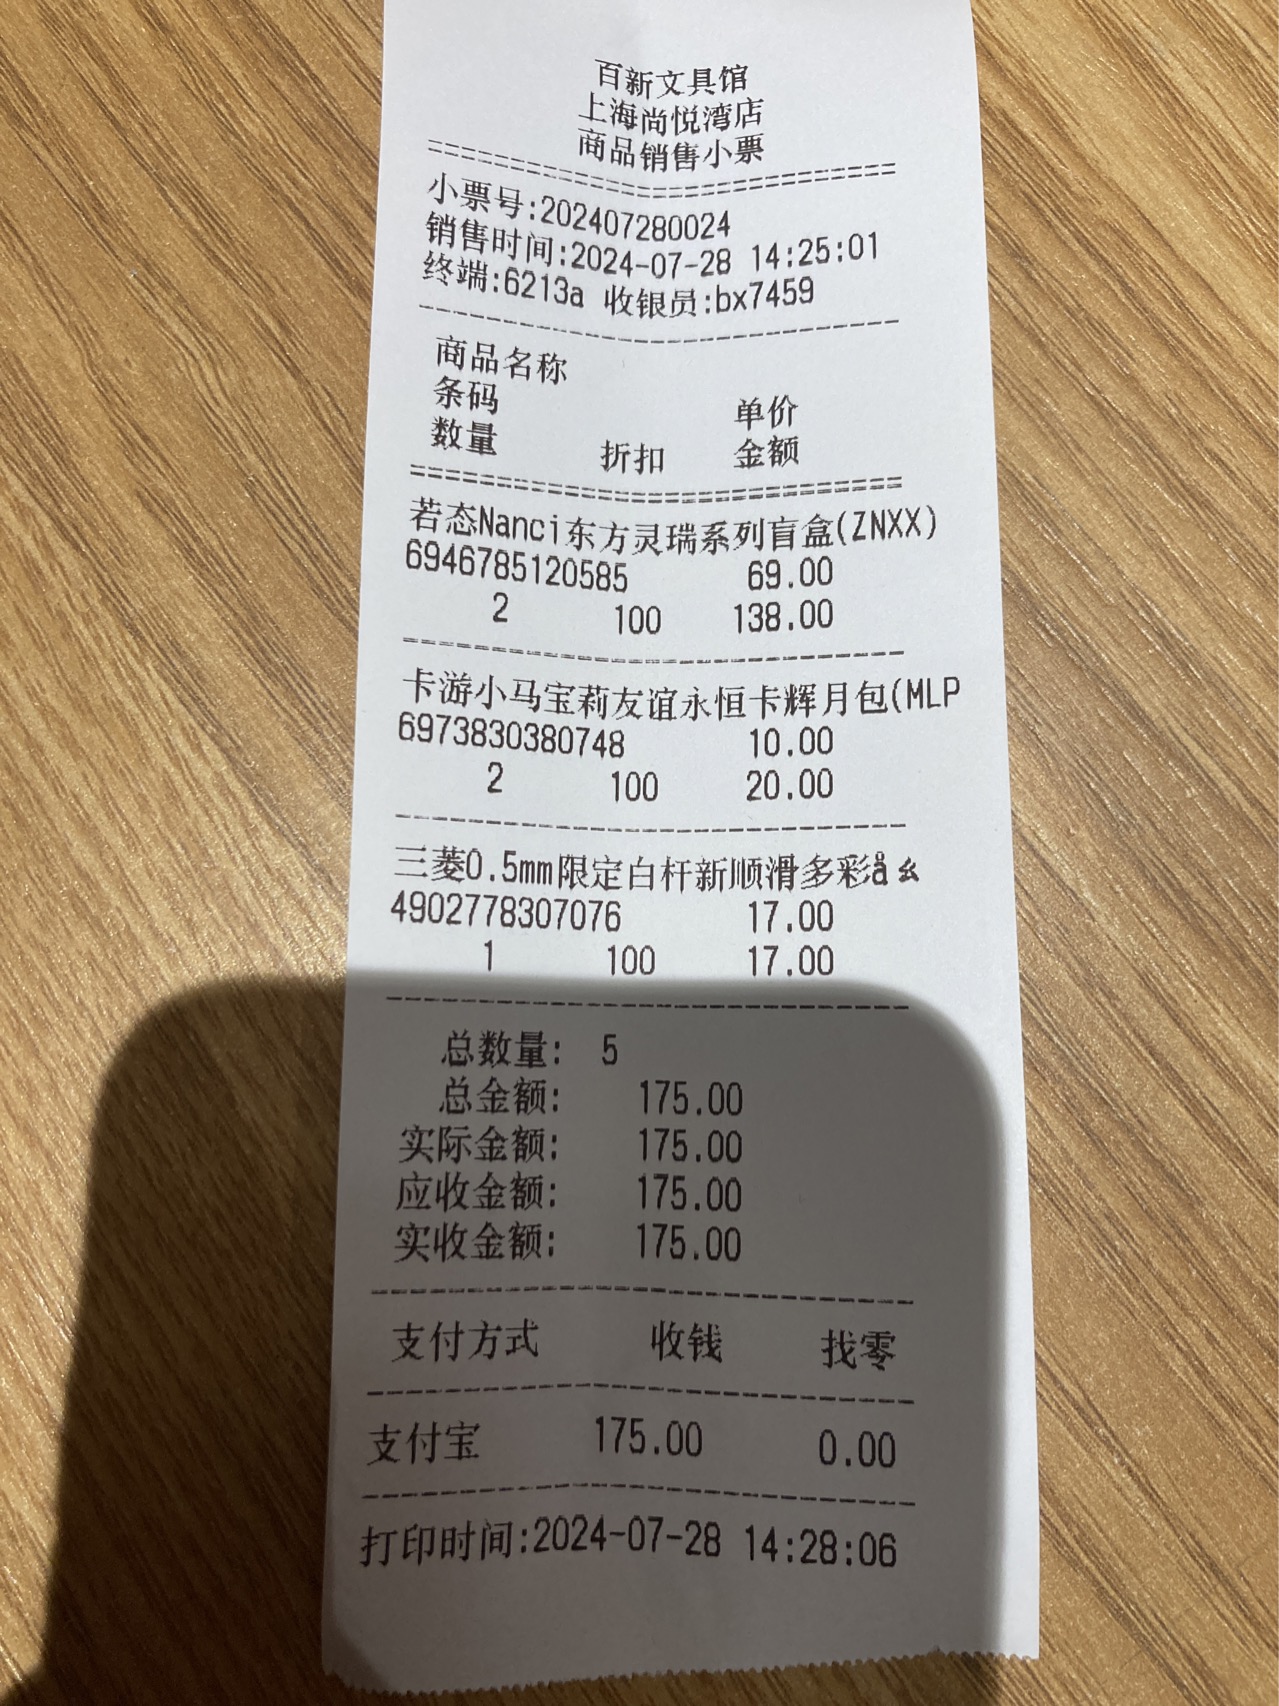 百新文具馆
上海尚悦湾店
商品销售小票
小票号:202407280024
销售时间:2024-07-28 14:25:01
终端:6213a 收银员:bx7459
商品名称
条码 单价
数量 折扣 金额
若态Nanci东方灵瑞系列盲盒(ZNXX)
6946785120585 69.00
2 100 138.00
卡游小马宝莉友谊永恒卡辉月包(MLP
6973830380748 10.00
2 100 20.00
三菱0.5mm限定白杆新顺滑多彩å幺
4902778307076 17.00
1 100 17.00
总数量: 5
总金额: 175.00
实际金额: 175.00
应收金额: 175.00
实收金额: 175.00
支付方式 收钱 找零
支付宝 175.00 0.00
打印时间:2024-07-28 14:28:06